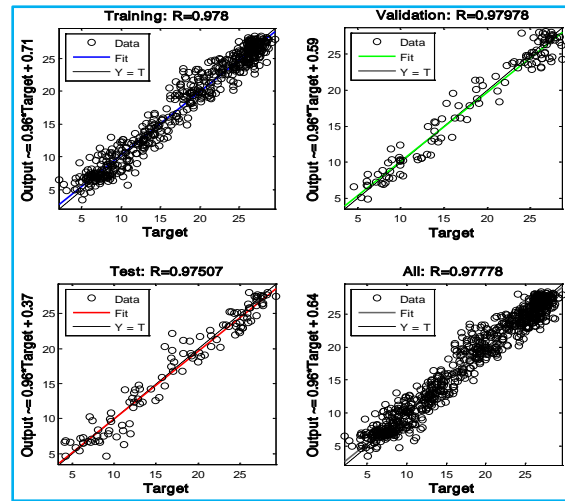 Training: R=0.978
Output ~= 0.96*Target + 0.71
Data
Fit
Y = T
25
20
15
10
5
5 10 15 20 25
Target
Validation: R=0.97978
Output ~= 0.96*Target + 0.59
Data
Fit
Y = T
25
20
15
10
5
5 10 15 20 25
Target
Test: R=0.97507
Output ~= 0.96*Target + 0.37
Data
Fit
Y = T
25
20
15
10
5
5 10 15 20 25
Target
All: R=0.97778
Output ~= 0.96*Target + 0.64
Data
Fit
Y = T
25
20
15
10
5
5 10 15 20 25
Target